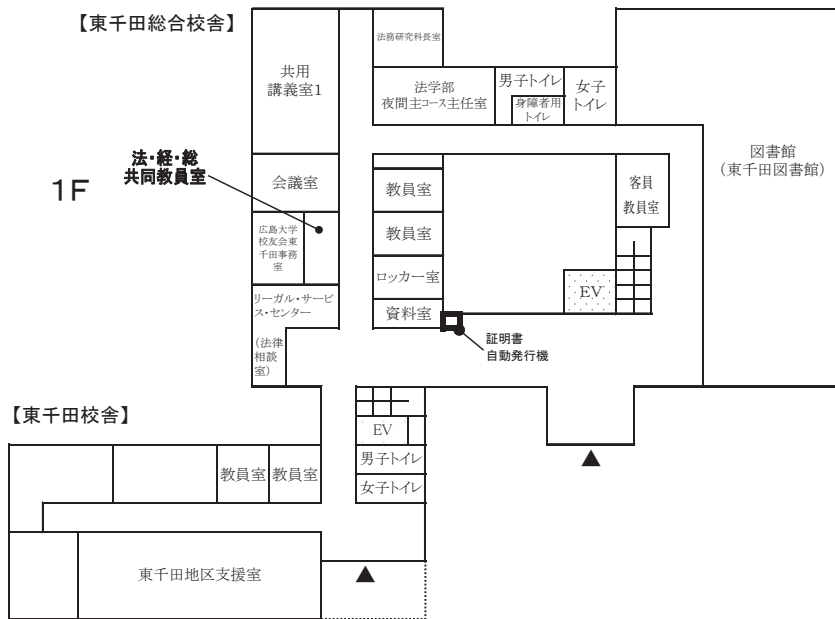 【東千田総合校舎】
法務研究科長室
共用
講義室1
法学部
夜間主コース主任室
男子トイレ
身障者用
トイレ
女子
トイレ
図書館
(東千田図書館)
法・経・総
共同教員室
1F
会議室
教員室
客員
教員室
広島大学
校友会東
千田事務
室
教員室
ロッカー室
EV
リーガル・サービ
ス・センター
資料室
(法律
相談
室)
証明書
自動発行機
【東千田校舎】
EV
男子トイレ
教員室
教員室
女子トイレ
東千田地区支援室